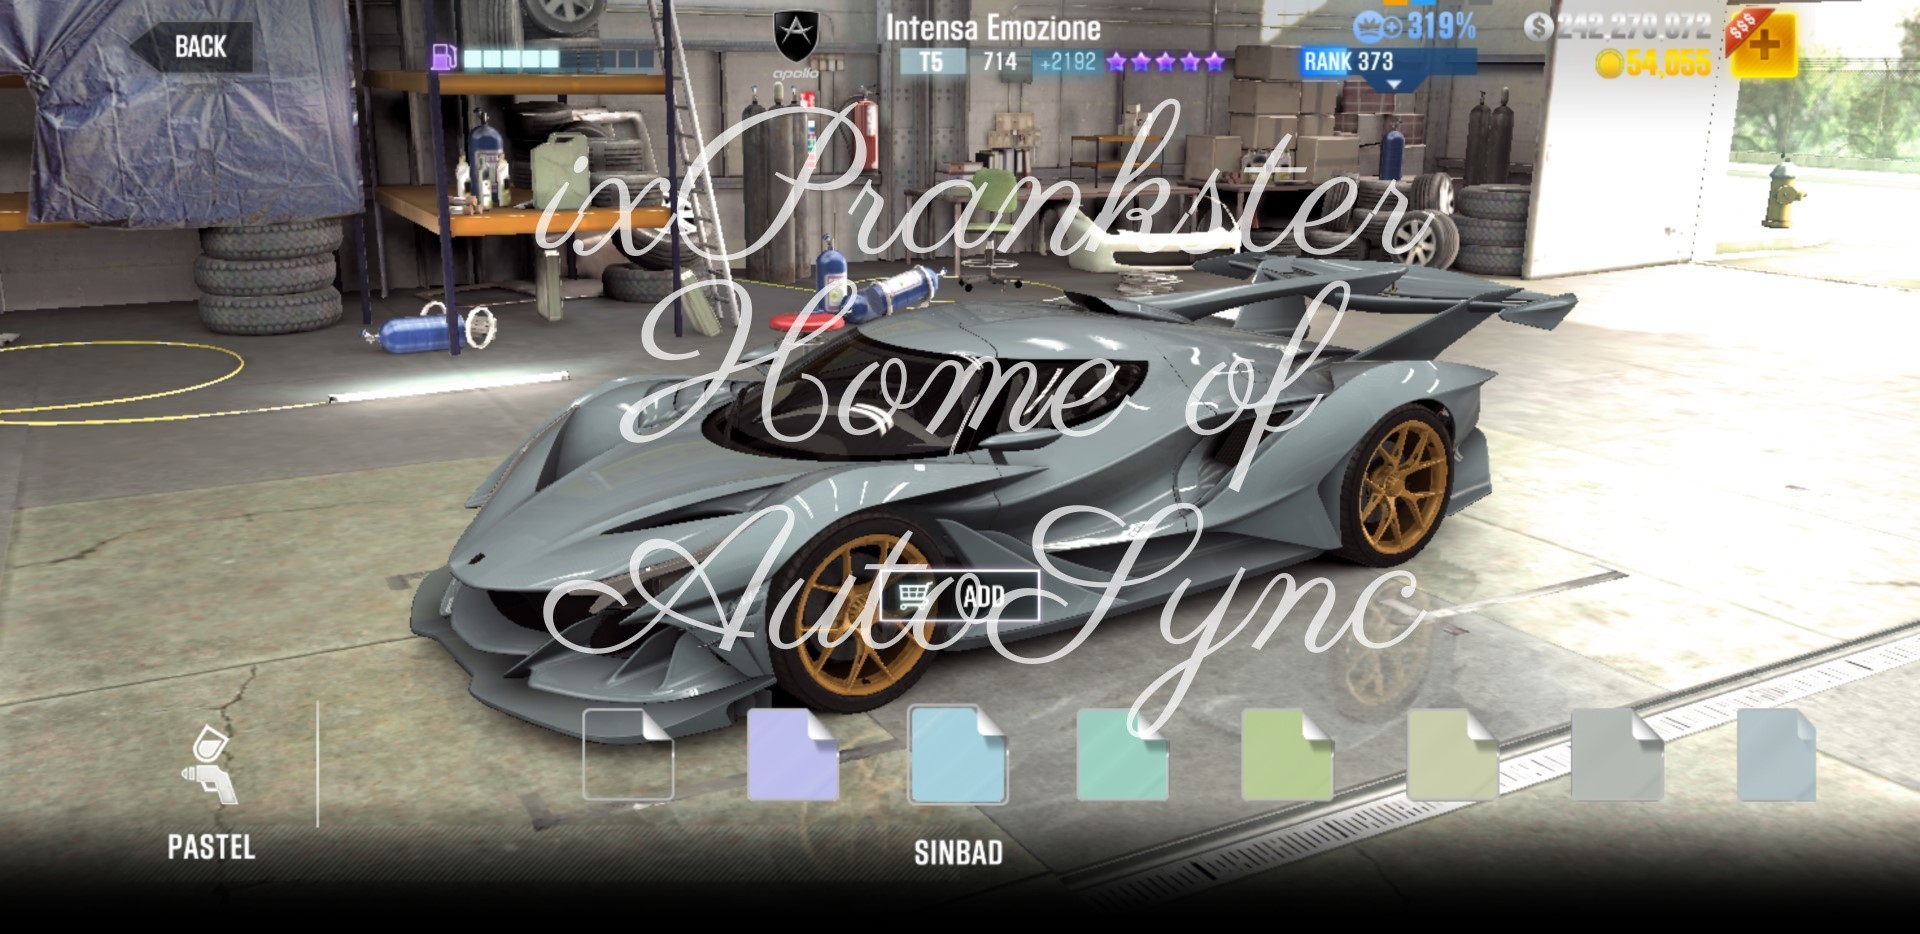 BACK
apollo
Intensa Emozione
T5 714 +2192
319%
RANK 373
$ 242,270,072
54,055
$$$
ixPrankster
Home of
AutoSync
ADD
PASTEL
SINBAD